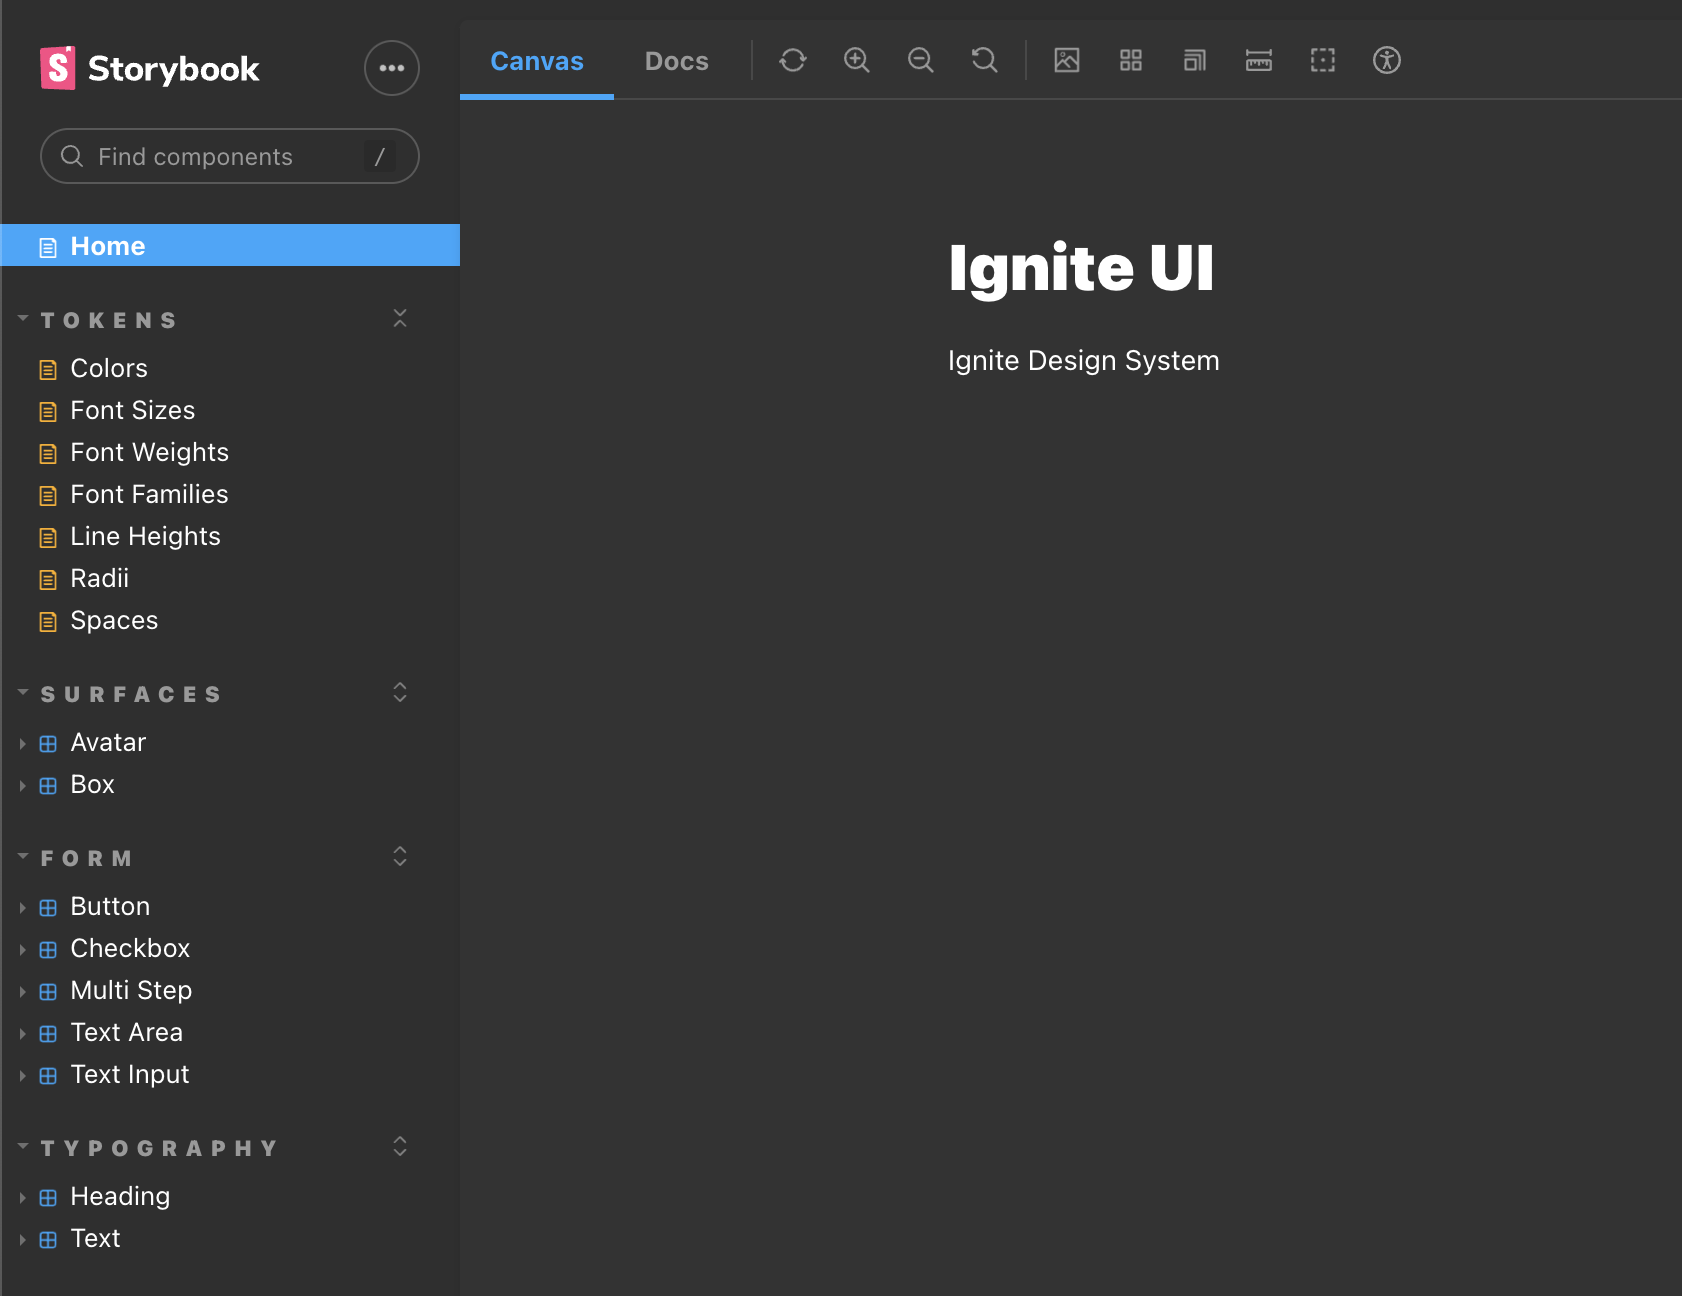 Storybook
Find components /
Home
TOKENS
Colors
Font Sizes
Font Weights
Font Families
Line Heights
Radii
Spaces
SURFACES
Avatar
Box
FORM
Button
Checkbox
Multi Step
Text Area
Text Input
TYPOGRAPHY
Heading
Text
Canvas Docs
Ignite UI
Ignite Design System